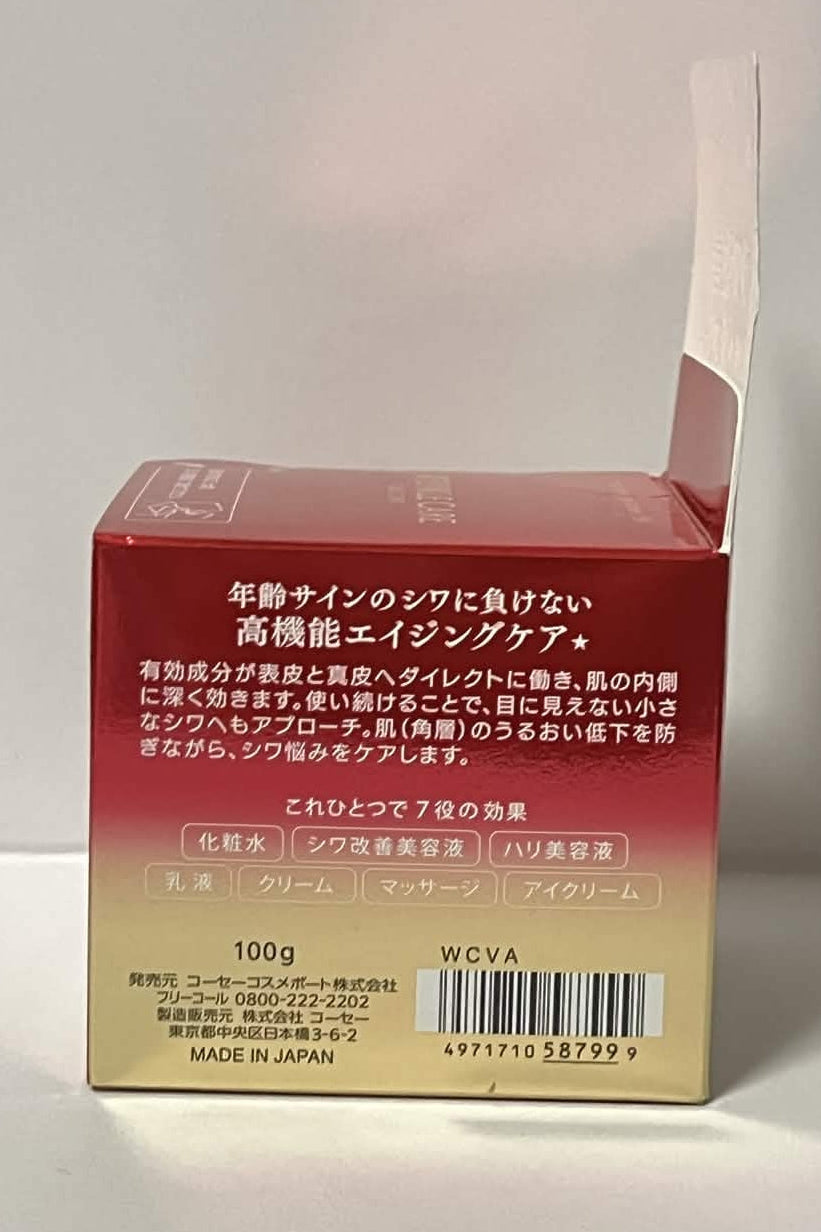 年齢サインのシワに負けない
高機能エイジングケア★
有効成分が表皮と真皮へダイレクトに働き、肌の内側
に深く効きます。使い続けることで、目に見えない小さ
なシワへもアプローチ。肌（角層）のうるおい低下を防
ぎながら、シワ悩みをケアします。
これひとつで7役の効果
化粧水 シワ改善美容液 ハリ美容液
乳液 クリーム マッサージ アイクリーム
100g
発売元 コーセーコスメポート株式会社
フリーコール 0800-222-2202
製造販売元 株式会社 コーセー
東京都中央区日本橋3-6-2
MADE IN JAPAN
WCVA
4971710 587999